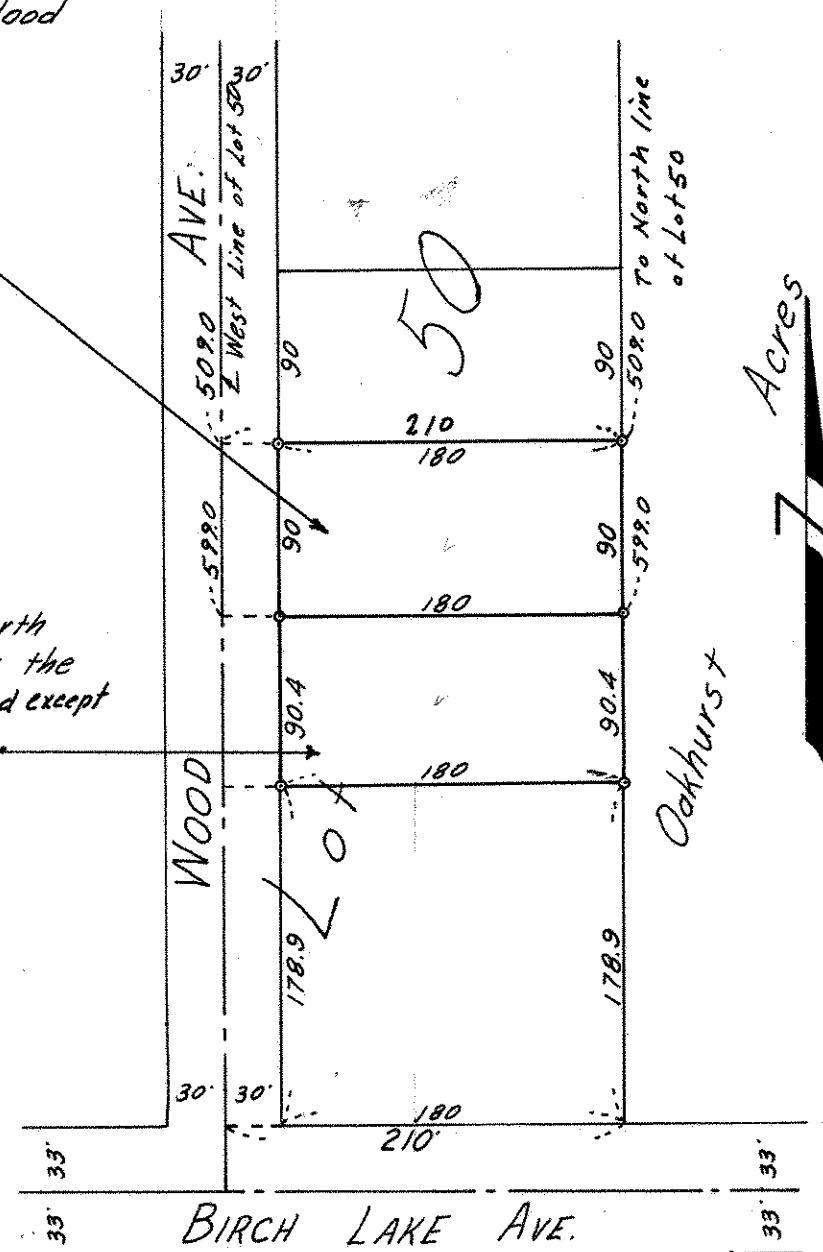 30' 30'
AVE.
West Line of Lot 50
509.0
To North line
of Lot 50
50
90 90
509.0
Acres
210
180
599.0
90 90
599.0
180
rth
the
d except
90.4 90.4
180
WOOD
Lot
Oakhurst
178.9 178.9
30' 30'
180
210'
33' 33'
33' 33'
BIRCH LAKE AVE.